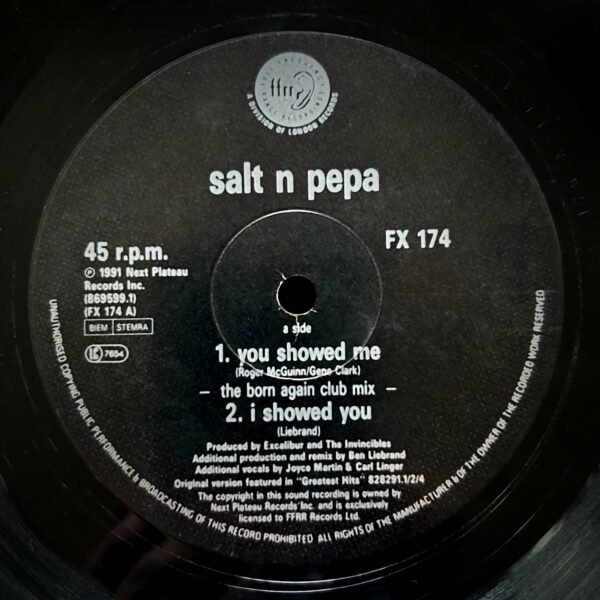 ffrr
A DIVISION OF LONDON RECORDS
salt n pepa
45 r.p.m.
FX 174
℗ 1991 Next Plateau
Records Inc.
(869599.1)
(FX 174 A)
BIEM STEMRA
LC 7654
a side
1. you showed me
(Roger McGuinn/Gene Clark)
— the born again club mix —
2. i showed you
(Liebrand)
Produced by Excalibur and The Invincibles
Additional production and remix by Ben Liebrand
Additional vocals by Joyce Martin & Carl Linger
Original version featured in "Greatest Hits" 828291.1/2/4
The copyright in this sound recording is owned by
Next Plateau Records Inc. and is exclusively
licensed to FFRR Records Ltd.
UNAUTHORISED COPYING PUBLIC PERFORMANCE & BROADCASTING OF THIS RECORD PROHIBITED ALL RIGHTS OF THE MANUFACTURER & OF THE OWNER OF THE RECORDED WORK RESERVED